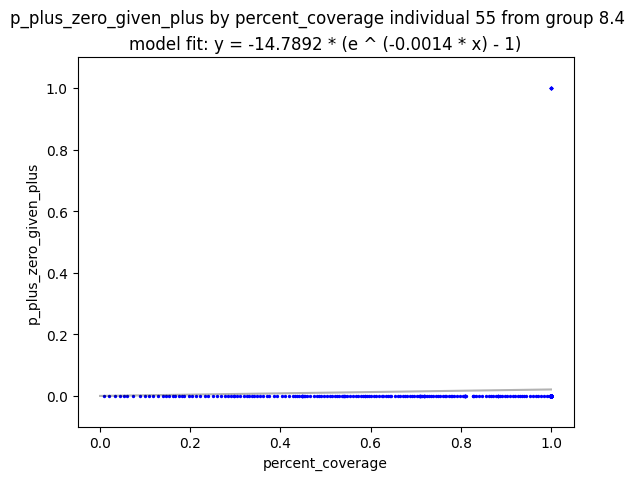 p_plus_zero_given_plus by percent_coverage individual 55 from group 8.4
model fit: y = -14.7892 * (e ^ (-0.0014 * x) - 1)
1.0
0.8
0.6
0.4
0.2
0.0
p_plus_zero_given_plus
0.0 0.2 0.4 0.6 0.8 1.0
percent_coverage